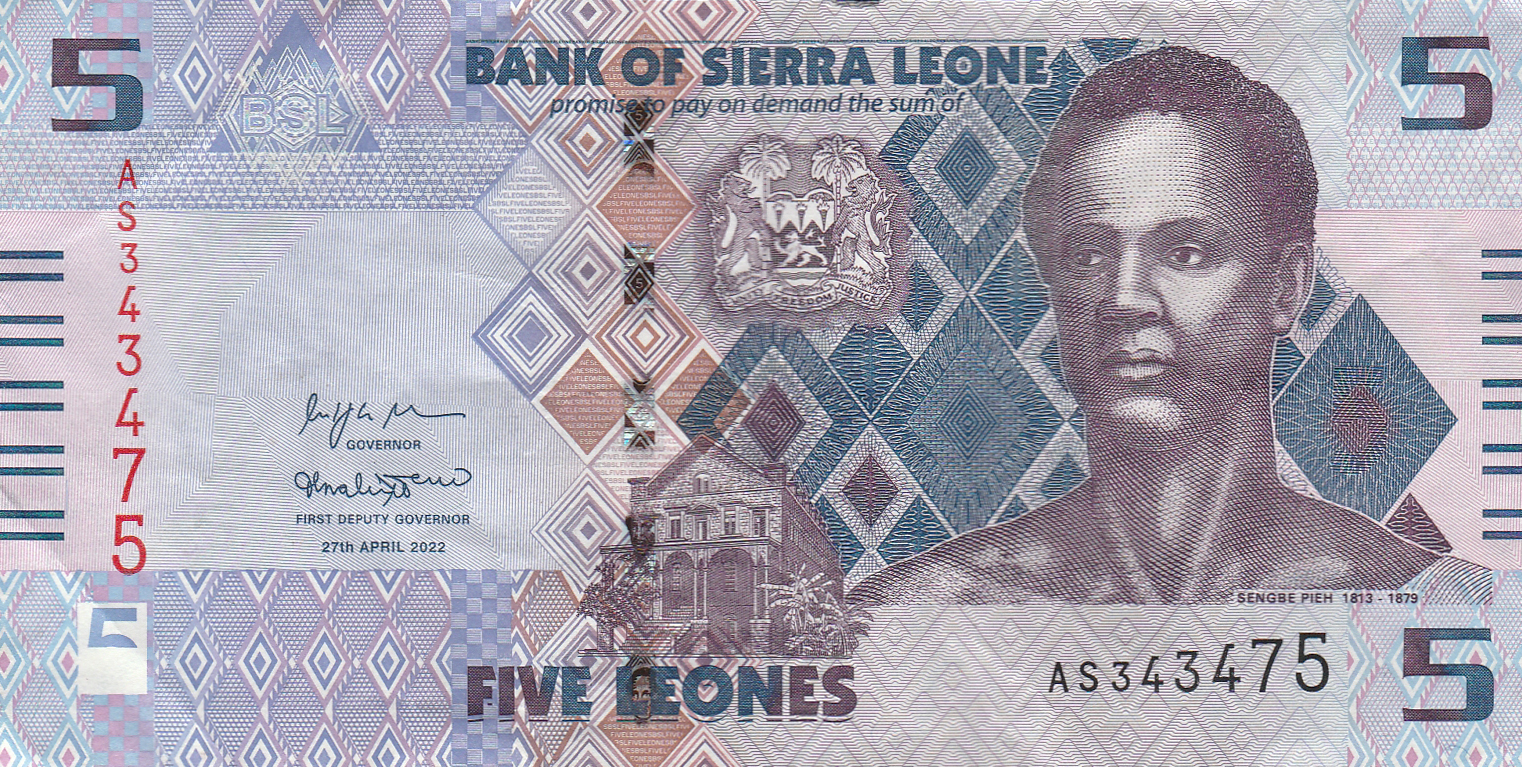 5
5
BSL
BANK OF SIERRA LEONE
promise to pay on demand the sum of
AS343475
FREEDOM JUSTICE
GOVERNOR
FIRST DEPUTY GOVERNOR
27th APRIL 2022
SENGBE PIEH 1813 - 1879
5
5
FIVE LEONES
AS343475
5